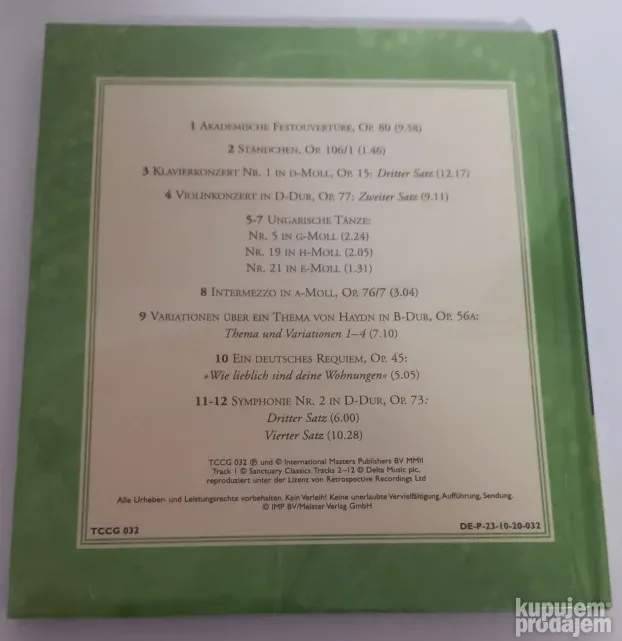 1 Akademische Festouvertüre, Op. 80 (9.58)
2 Ständchen, Op. 106/1 (1.46)
3 Klavierkonzert Nr. 1 in d-Moll, Op. 15: Dritter Satz (12.17)
4 Violinkonzert in D-Dur, Op. 77: Zweiter Satz (9.11)
5-7 Ungarische Tänze:
Nr. 5 in g-Moll (2.24)
Nr. 19 in h-Moll (2.05)
Nr. 21 in e-Moll (1.31)
8 Intermezzo in a-Moll, Op. 76/7 (3.04)
9 Variationen über ein Thema von Haydn in B-Dur, Op. 56a:
Thema und Variationen 1–4 (7.10)
10 Ein deutsches Requiem, Op. 45:
»Wie lieblich sind deine Wohnungen« (5.05)
11-12 Symphonie Nr. 2 in D-Dur, Op. 73:
Dritter Satz (6.00)
Vierter Satz (10.28)
TCCG 032 ℗ und © International Masters Publishers BV MMII
Track 1 © Sanctuary Classics. Tracks 2–12 © Delta Music plc,
reproduziert unter der Lizenz von Retrospective Recordings Ltd
Alle Urheber- und Leistungsrechte vorbehalten. Kein Verleih! Keine unerlaubte Vervielfältigung, Aufführung, Sendung.
© IMP BV/Meister Verlag GmbH
TCCG 032 DE-P-23-10-20-032
kupujem
prodajem